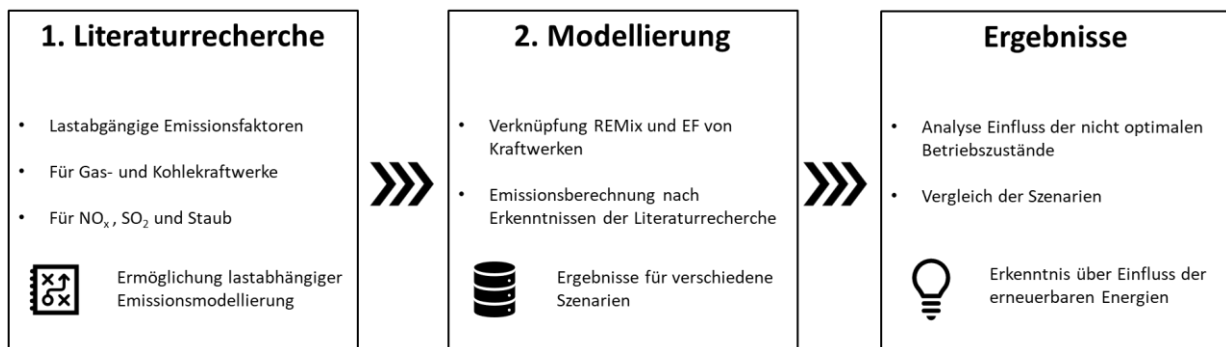 1. Literaturrecherche
• Lastabgängige Emissionsfaktoren
• Für Gas- und Kohlekraftwerke
• Für NOₓ, SO₂ und Staub
Ermöglichung lastabhängiger
Emissionsmodellierung
2. Modellierung
• Verknüpfung REMix und EF von
Kraftwerken
• Emissionsberechnung nach
Erkenntnissen der Literaturrecherche
Ergebnisse für verschiedene
Szenarien
Ergebnisse
• Analyse Einfluss der nicht optimalen
Betriebszustände
• Vergleich der Szenarien
Erkenntnis über Einfluss der
erneuerbaren Energien